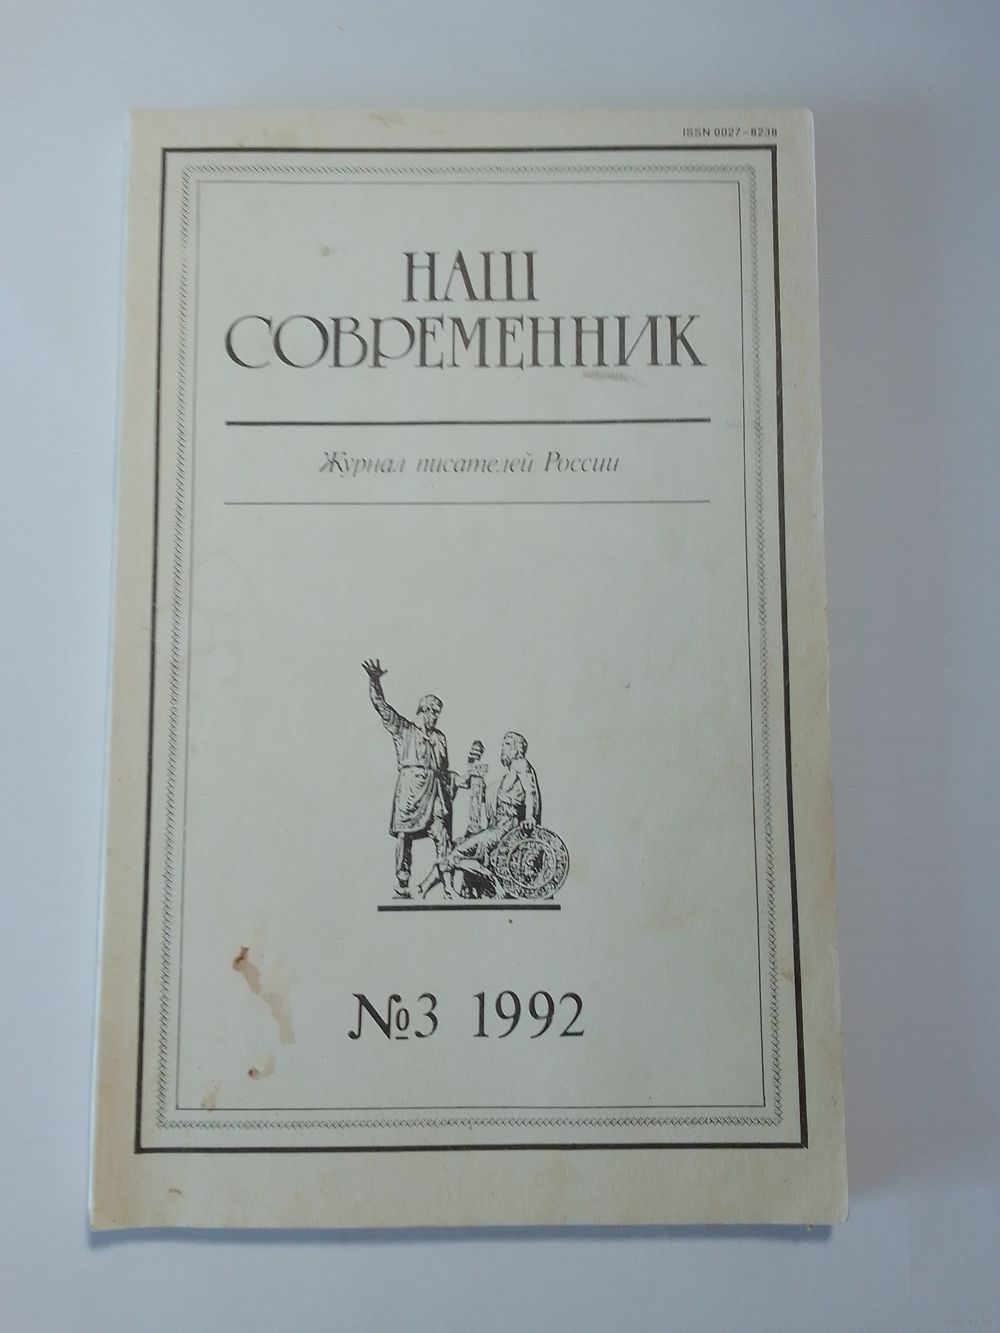 ISSN 0027-8238
НАШ
СОВРЕМЕННИК
Журнал писателей России
№3 1992